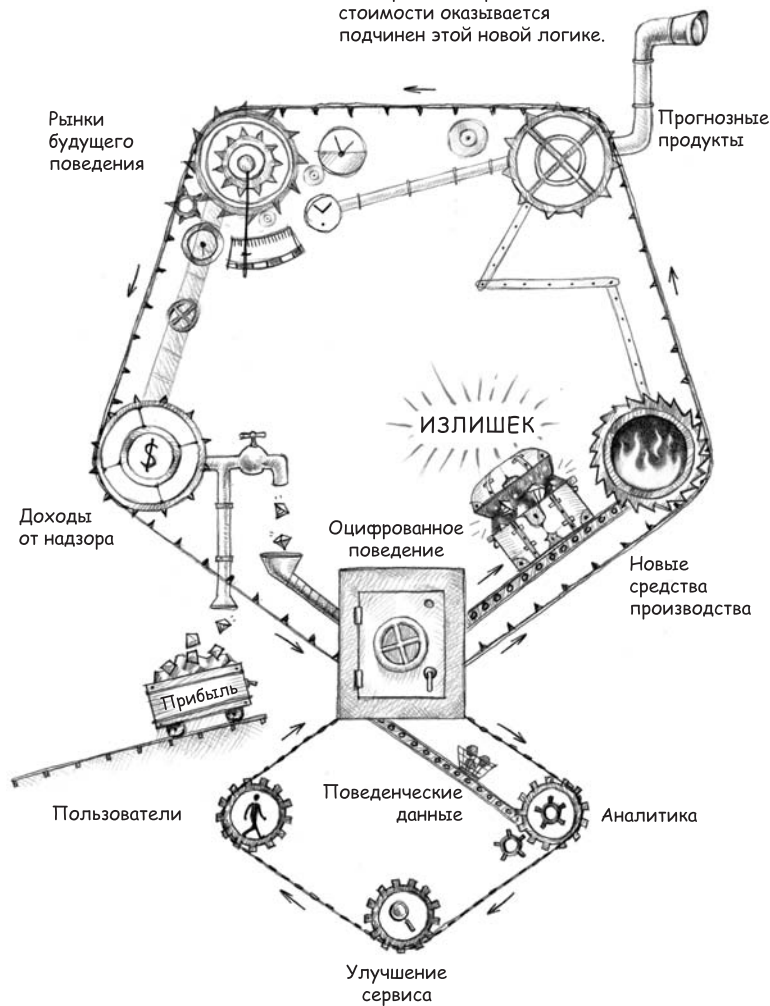 стоимости оказывается
подчинен этой новой логике.
Рынки
будущего
поведения
Прогнозные
продукты
ИЗЛИШЕК
$
Доходы
от надзора
Оцифрованное
поведение
Новые
средства
производства
Прибыль
Пользователи
Поведенческие
данные
Аналитика
Улучшение
сервиса